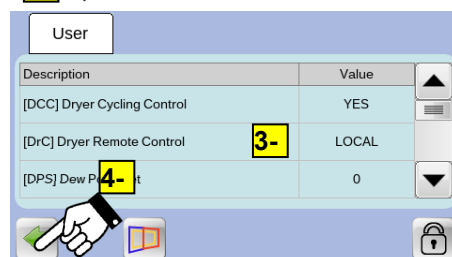 User
Description Value
[DCC] Dryer Cycling Control YES
[DrC] Dryer Remote Control 3- LOCAL
[DPS] Dew 4- 0